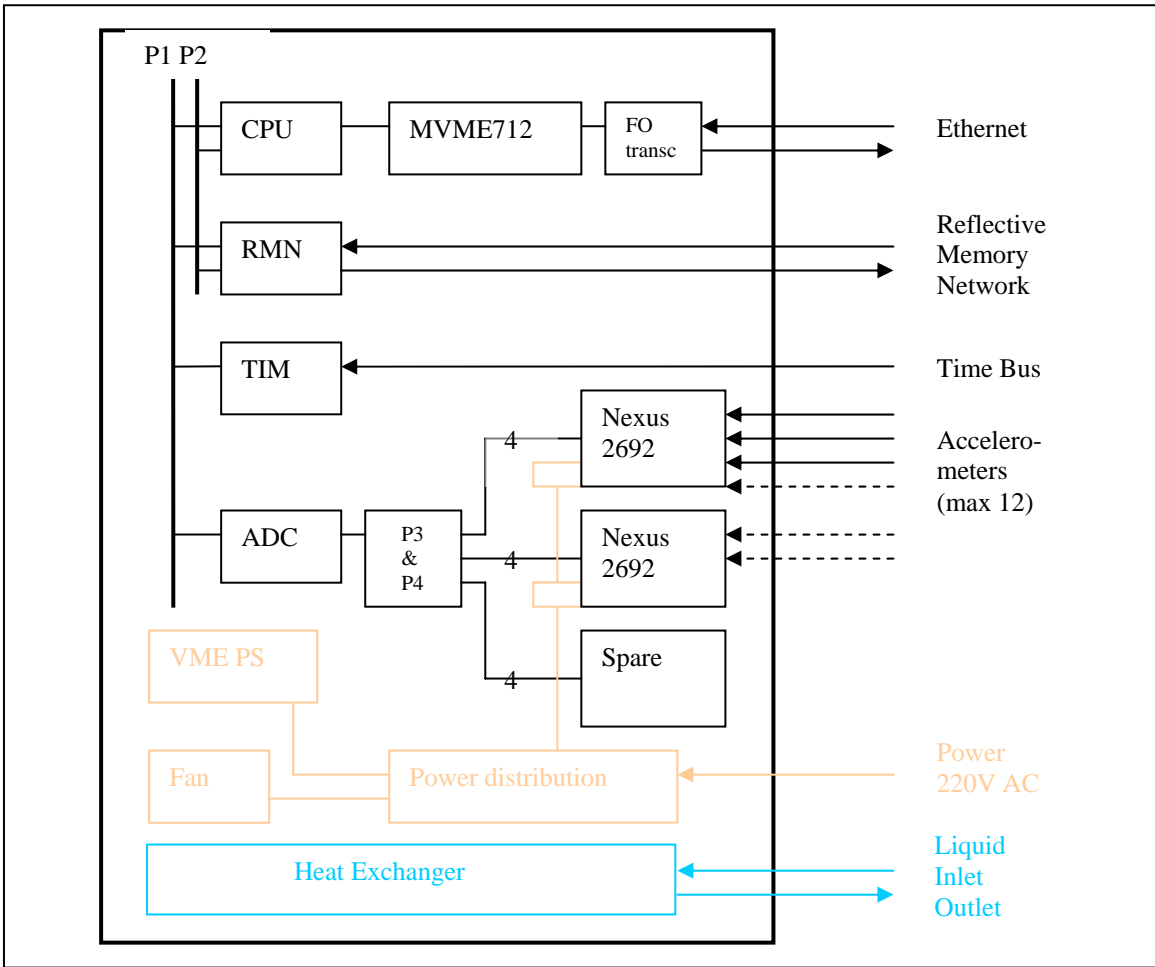 P1 P2
CPU
MVME712
FO
transc
Ethernet
RMN
Reflective
Memory
Network
TIM
Time Bus
Nexus
2692
4
Accelero-
meters
(max 12)
ADC
P3
&
P4
4
Nexus
2692
VME PS
4
Spare
Fan
Power distribution
Power
220V AC
Heat Exchanger
Liquid
Inlet
Outlet